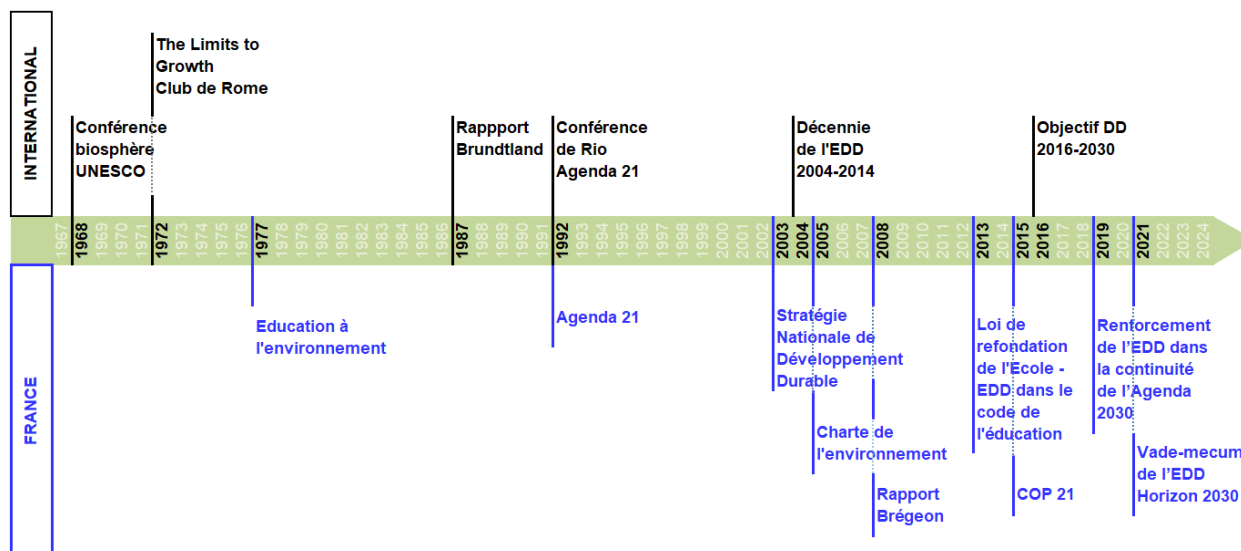 INTERNATIONAL
The Limits to
Growth
Club de Rome
Conférence
biosphère
UNESCO
Rappport
Brundtland
Conférence
de Rio
Agenda 21
Décennie
de l'EDD
2004-2014
Objectif DD
2016-2030
1967
1968
1969
1970
1971
1972
1973
1974
1975
1976
1977
1978
1979
1980
1981
1982
1983
1984
1985
1986
1987
1988
1989
1990
1991
1992
1993
1994
1995
1996
1997
1998
1999
2000
2001
2002
2003
2004
2005
2006
2007
2008
2009
2010
2011
2012
2013
2014
2015
2016
2017
2018
2019
2020
2021
2022
2023
2024
FRANCE
Education à
l'environnement
Agenda 21
Stratégie
Nationale de
Développement
Durable
Charte de
l'environnement
Rapport
Brégeon
Loi de
refondation
de l'Ecole -
EDD dans le
code de
l'éducation
COP 21
Renforcement
de l’EDD dans
la continuité
de l’Agenda
2030
Vade-mecum
de l’EDD
Horizon 2030